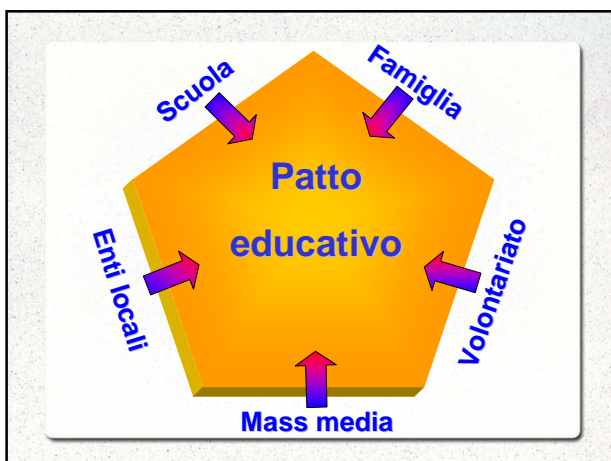 Scuola
Famiglia
Patto
educativo
Enti locali
Volontariato
Mass media